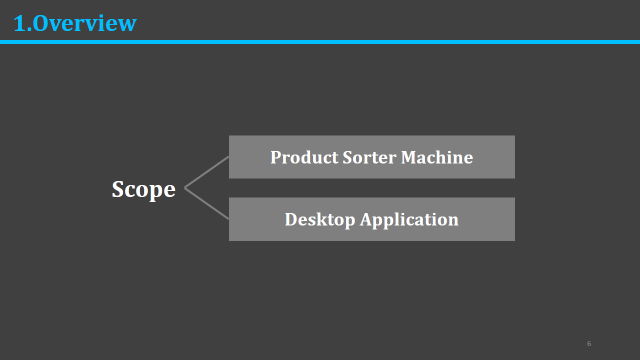 1.Overview
Product Sorter Machine
Scope
Desktop Application
6